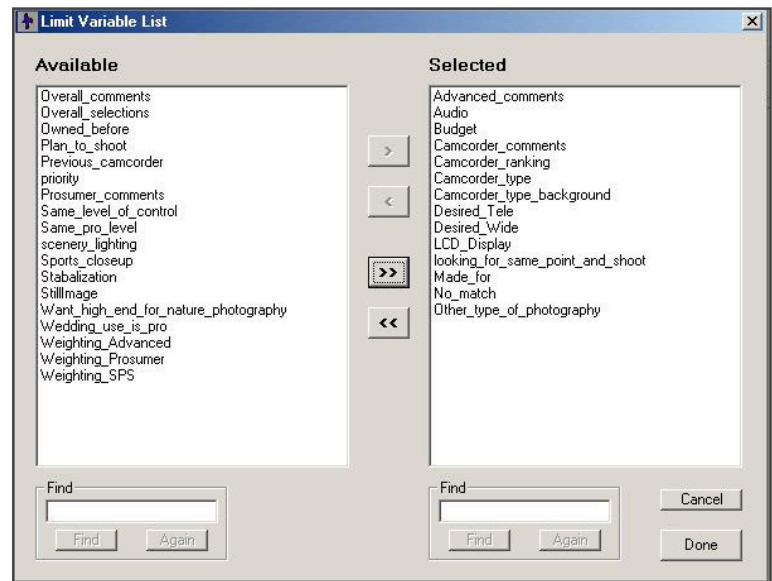 Limit Variable List
Available
Overall_comments
Overall_selections
Owned_before
Plan_to_shoot
Previous_camcorder
priority
Prosumer_comments
Same_level_of_control
Same_pro_level
scenery_lighting
Sports_closeup
Stabalization
StillImage
Want_high_end_for_nature_photography
Wedding_use_is_pro
Weighting_Advanced
Weighting_Prosumer
Weighting_SPS
>
<
>>
<<
Selected
Advanced_comments
Audio
Budget
Camcorder_comments
Camcorder_ranking
Camcorder_type
Camcorder_type_background
Desired_Tele
Desired_Wide
LCD_Display
looking_for_same_point_and_shoot
Made_for
No_match
Other_type_of_photography
Find
Find Again
Find
Find Again
Cancel
Done